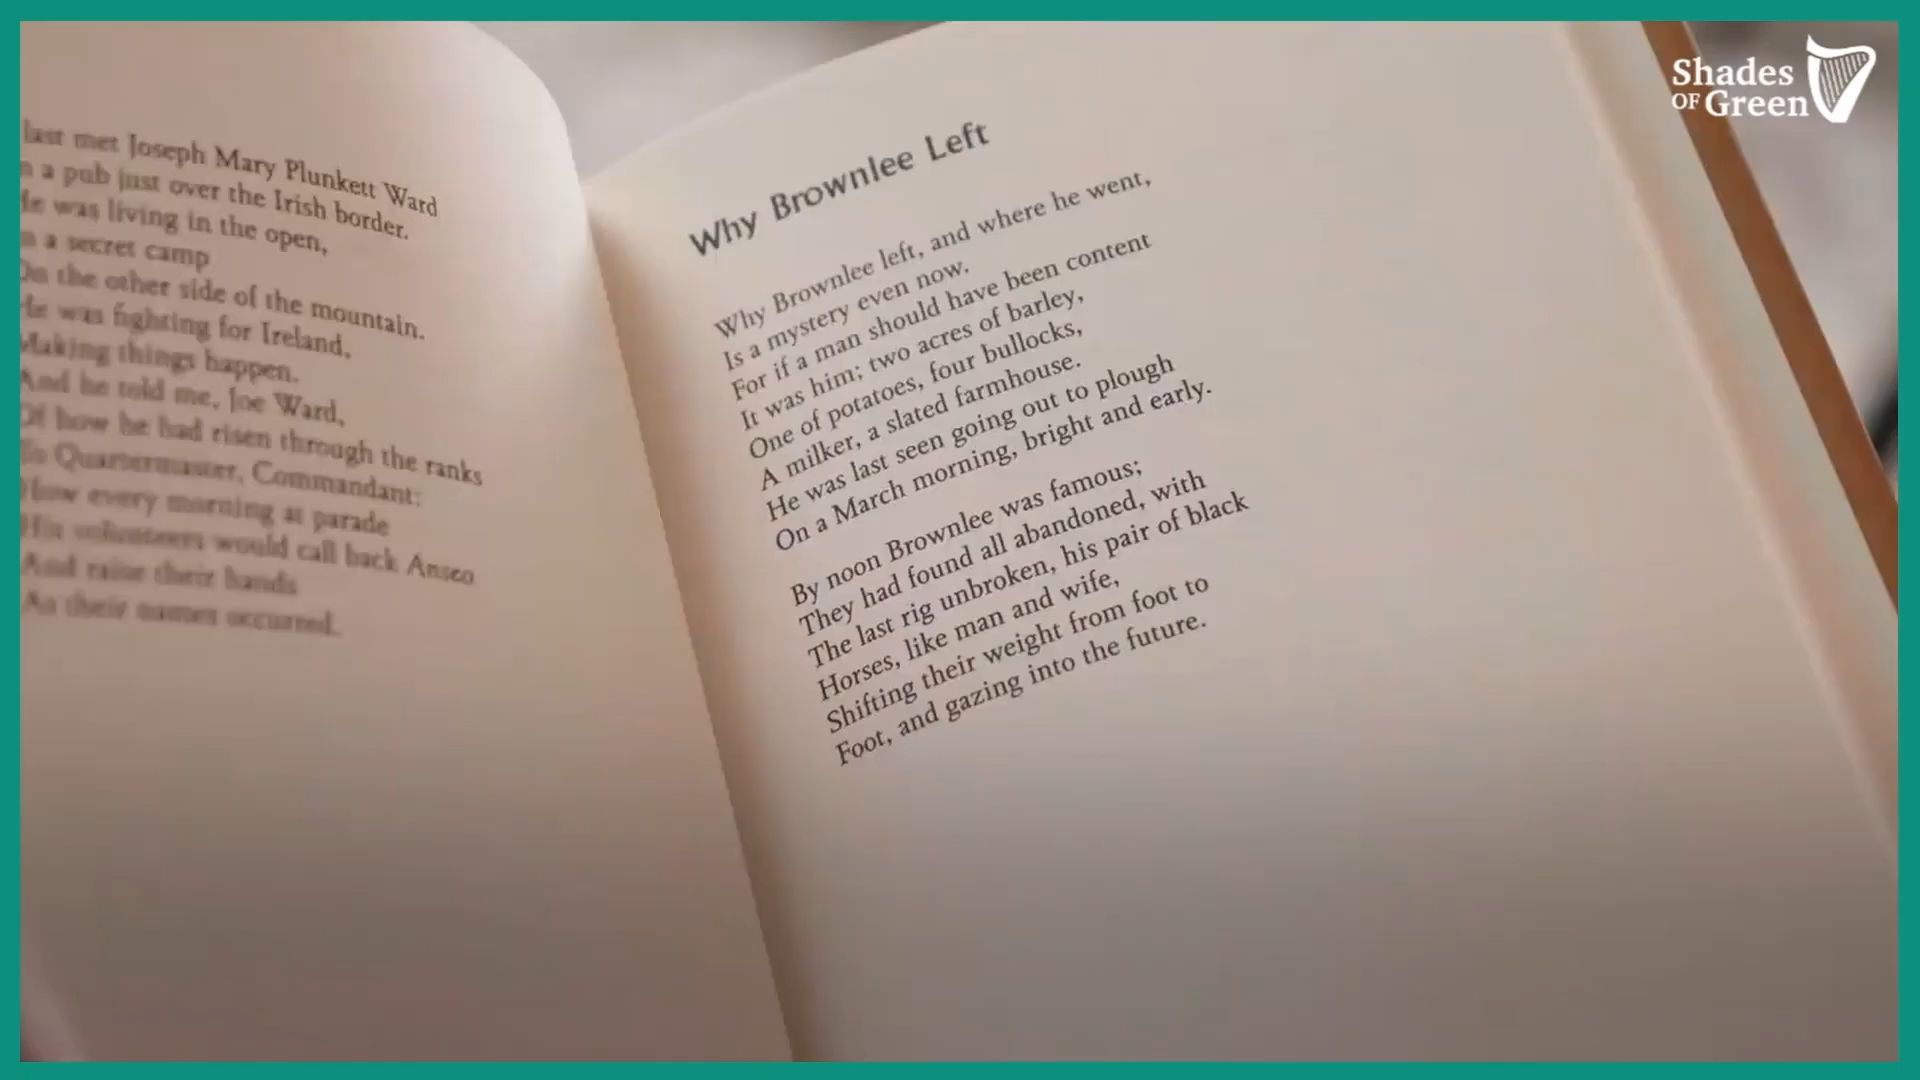 last met Joseph Mary Plunkett Ward
a pub just over the Irish border.
He was living in the open,
a secret camp
On the other side of the mountain.
He was fighting for Ireland,
Making things happen.
And he told me, Joe Ward,
Of how he had risen through the ranks
To Quartermaster, Commandant:
How every morning at parade
His volunteers would call back Anseo
And raise their hands
As their names occurred.
Why Brownlee Left
Why Brownlee left, and where he went,
Is a mystery even now.
For if a man should have been content
It was him; two acres of barley,
One of potatoes, four bullocks,
A milker, a slated farmhouse.
He was last seen going out to plough
On a March morning, bright and early.
By noon Brownlee was famous;
They had found all abandoned, with
The last rig unbroken, his pair of black
Horses, like man and wife,
Shifting their weight from foot to
Foot, and gazing into the future.
Shades
OF Green